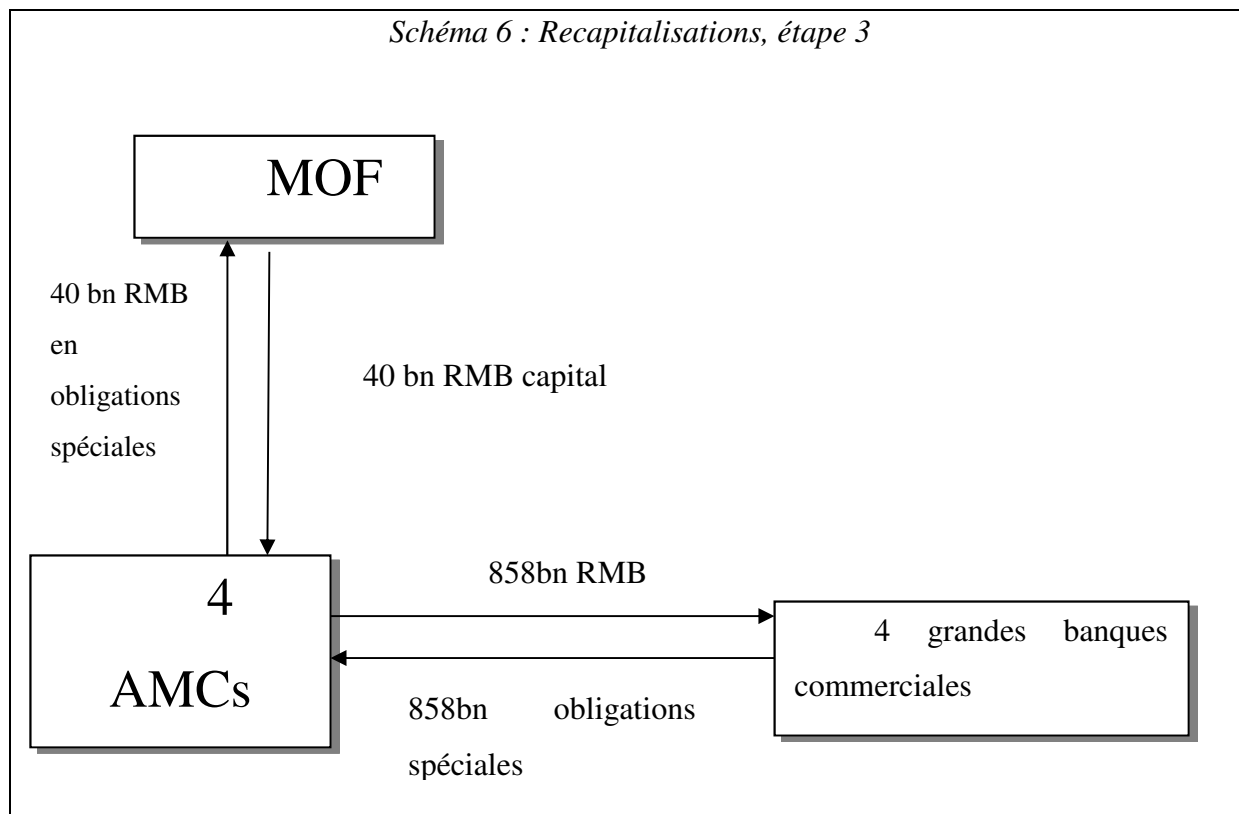 Schéma 6 : Recapitalisations, étape 3
MOF
40 bn RMB
en
obligations
spéciales
40 bn RMB capital
4
AMCs
858bn RMB
858bn obligations
spéciales
4 grandes banques
commerciales